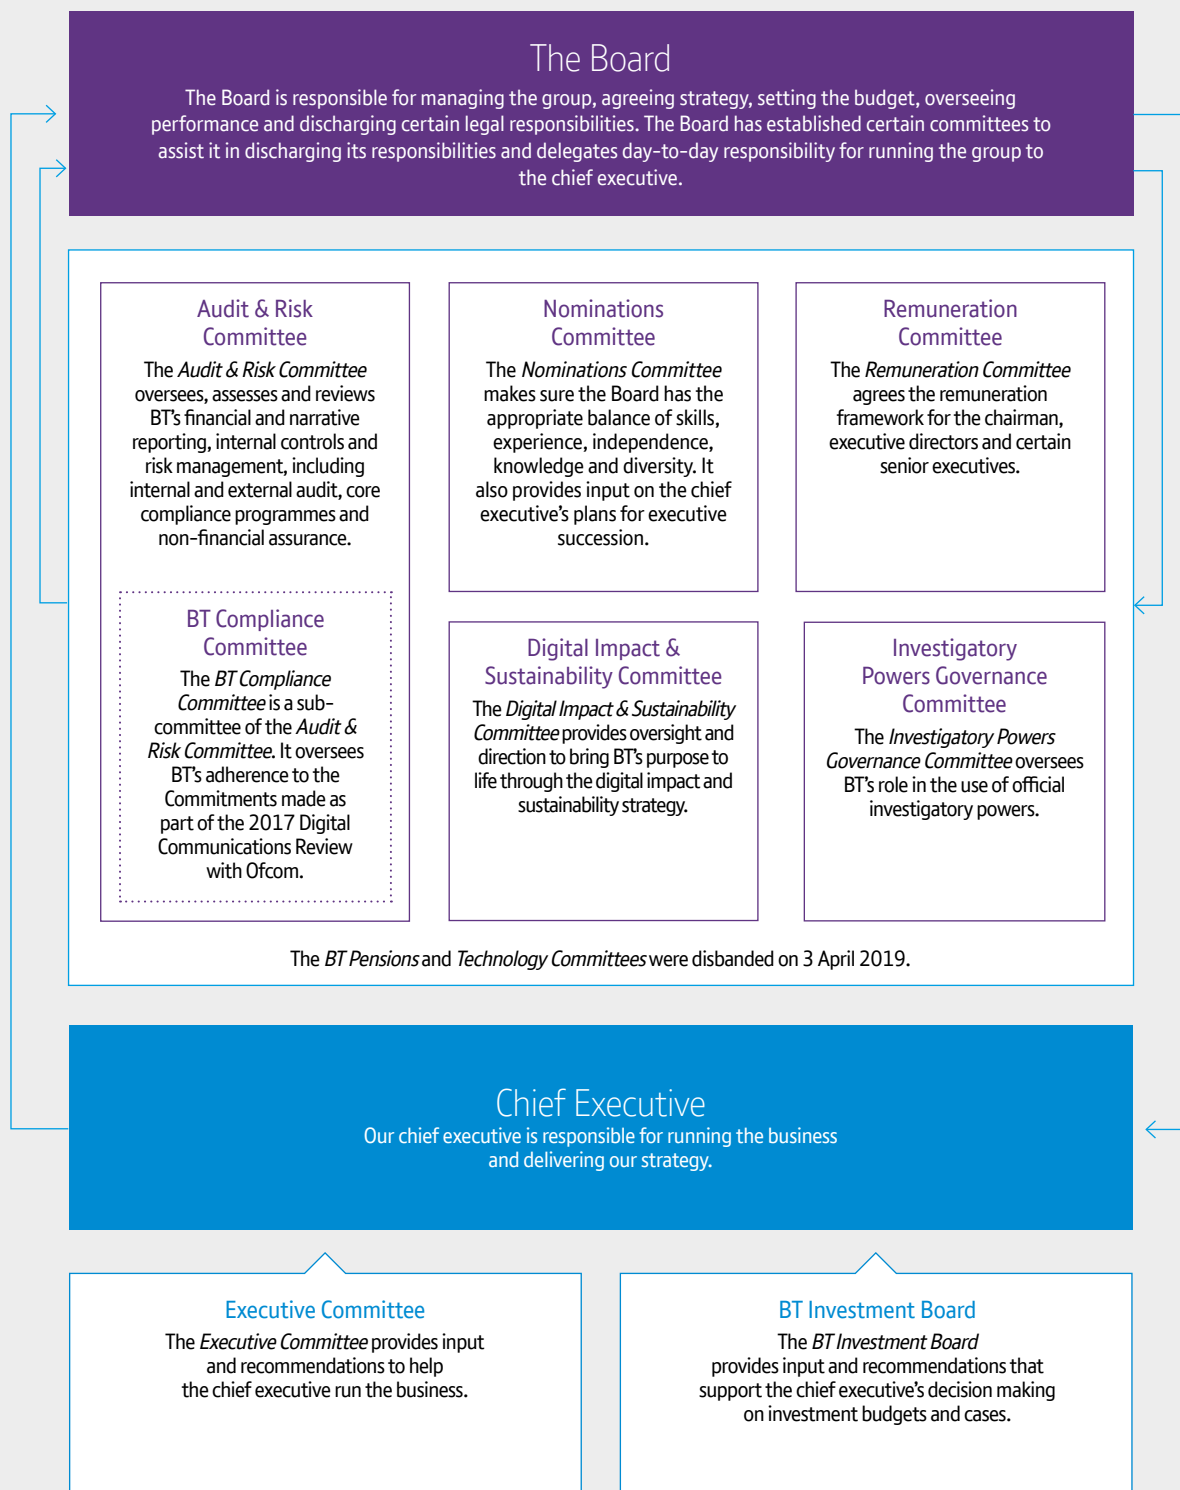 The Board
The Board is responsible for managing the group, agreeing strategy, setting the budget, overseeing
performance and discharging certain legal responsibilities. The Board has established certain committees to
assist it in discharging its responsibilities and delegates day-to-day responsibility for running the group to
the chief executive.
Audit & Risk
Committee
The Audit & Risk Committee
oversees, assesses and reviews
BT’s financial and narrative
reporting, internal controls and
risk management, including
internal and external audit, core
compliance programmes and
non-financial assurance.
BT Compliance
Committee
The BT Compliance
Committee is a sub-
committee of the Audit &
Risk Committee. It oversees
BT’s adherence to the
Commitments made as
part of the 2017 Digital
Communications Review
with Ofcom.
Nominations
Committee
The Nominations Committee
makes sure the Board has the
appropriate balance of skills,
experience, independence,
knowledge and diversity. It
also provides input on the chief
executive’s plans for executive
succession.
Remuneration
Committee
The Remuneration Committee
agrees the remuneration
framework for the chairman,
executive directors and certain
senior executives.
Digital Impact &
Sustainability Committee
The Digital Impact & Sustainability
Committee provides oversight and
direction to bring BT’s purpose to
life through the digital impact and
sustainability strategy.
Investigatory
Powers Governance
Committee
The Investigatory Powers
Governance Committee oversees
BT’s role in the use of official
investigatory powers.
The BT Pensions and Technology Committees were disbanded on 3 April 2019.
Chief Executive
Our chief executive is responsible for running the business
and delivering our strategy.
Executive Committee
The Executive Committee provides input
and recommendations to help
the chief executive run the business.
BT Investment Board
The BT Investment Board
provides input and recommendations that
support the chief executive’s decision making
on investment budgets and cases.